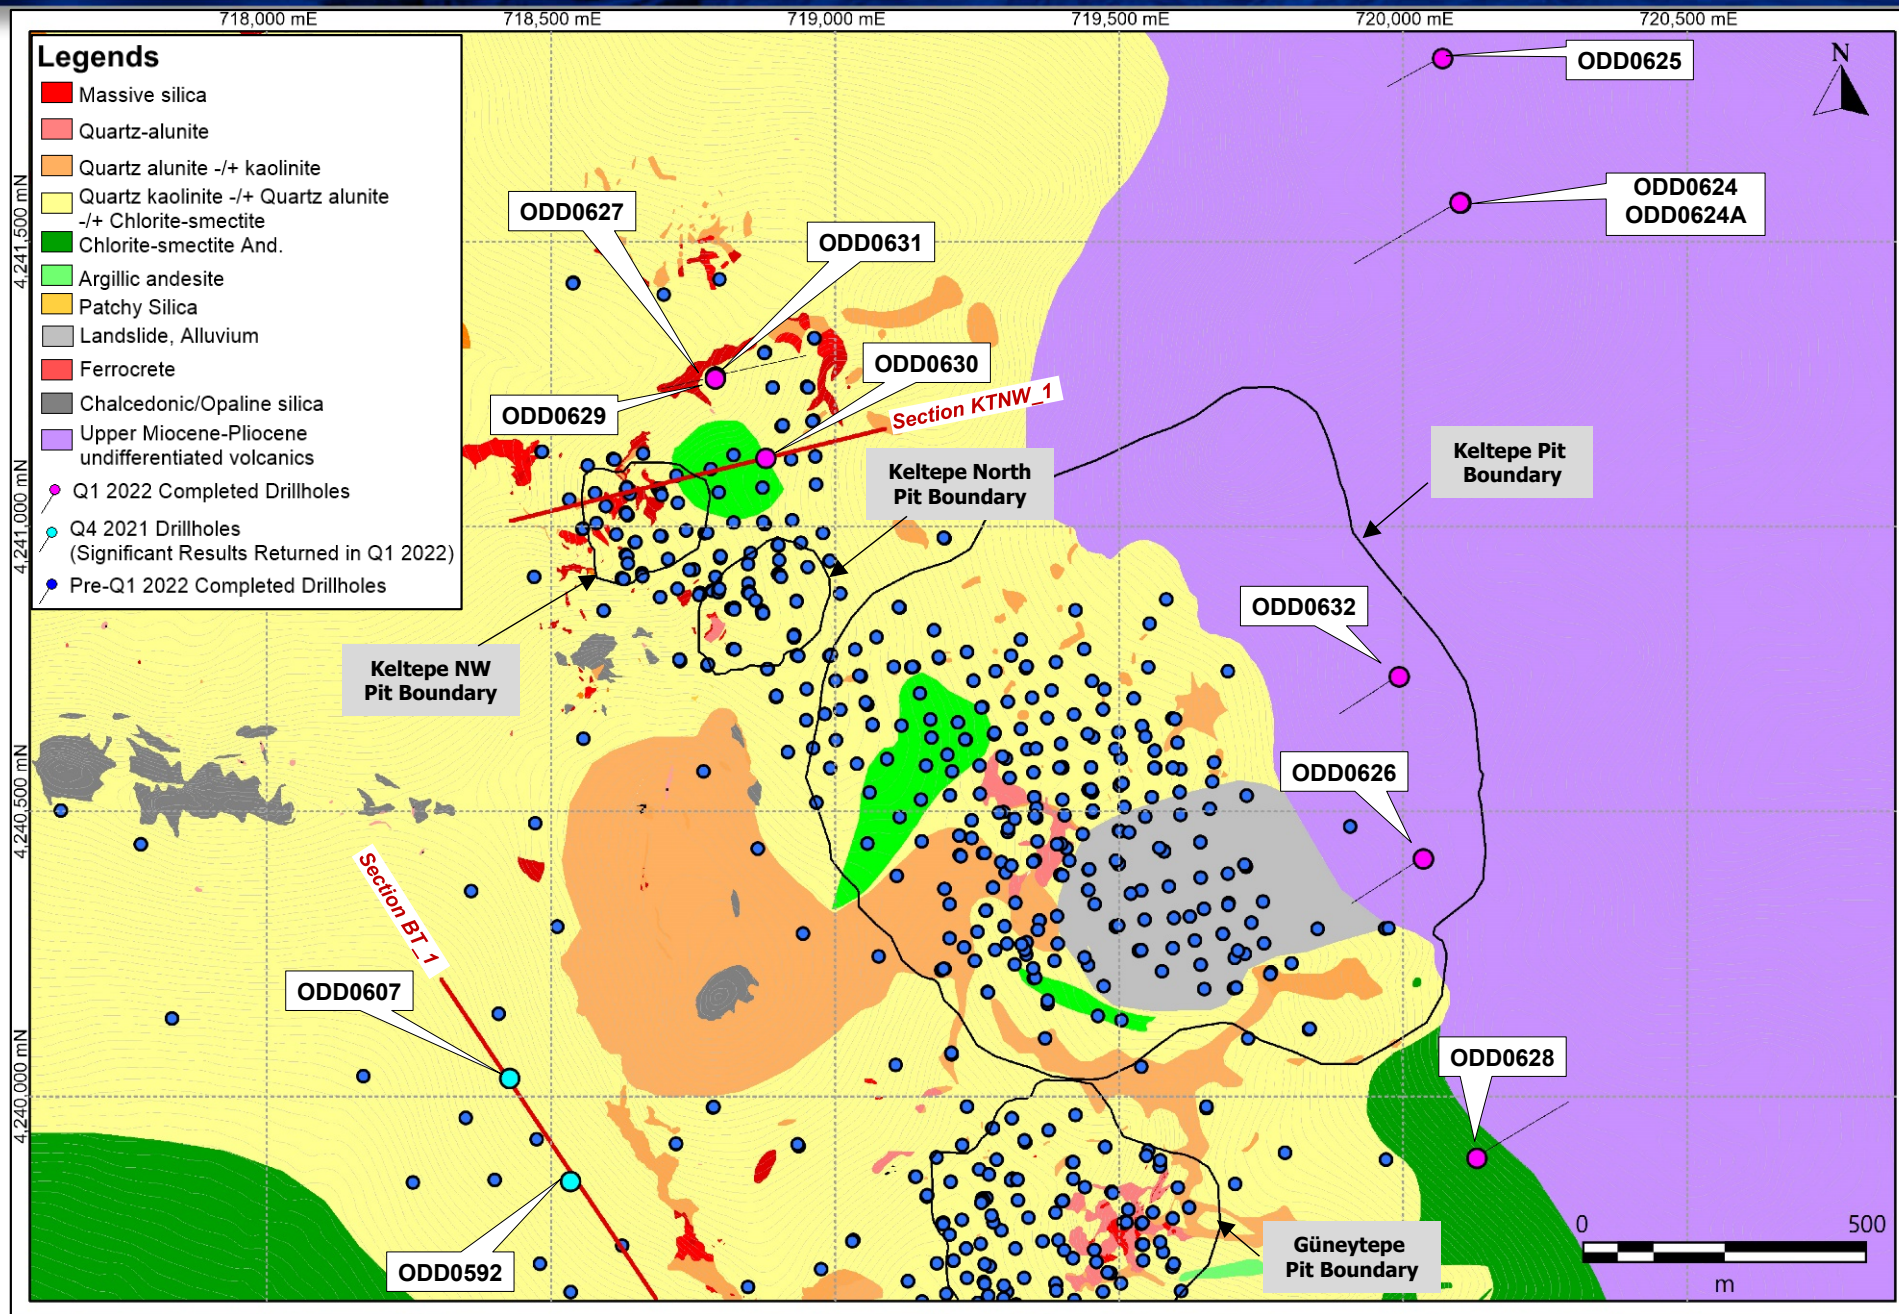 718,000 mE
718,500 mE
719,000 mE
719,500 mE
720,000 mE
720,500 mE
Legends
Massive silica
Quartz-alunite
Quartz alunite -/+ kaolinite
Quartz kaolinite -/+ Quartz alunite
-/+ Chlorite-smectite
Chlorite-smectite And.
Argillic andesite
Patchy Silica
Landslide, Alluvium
Ferrocrete
Chalcedonic/Opaline silica
Upper Miocene-Pliocene
undifferentiated volcanics
Q1 2022 Completed Drillholes
Q4 2021 Drillholes
(Significant Results Returned in Q1 2022)
Pre-Q1 2022 Completed Drillholes
4,241,500 mN
4,241,000 mN
4,240,500 mN
4,240,000 mN
N
ODD0625
ODD0624
ODD0624A
ODD0627
ODD0631
ODD0630
ODD0629
Section KTNW_1
Keltepe North
Pit Boundary
Keltepe Pit
Boundary
ODD0632
Keltepe NW
Pit Boundary
ODD0626
Section BT_1
ODD0607
ODD0628
ODD0592
Güneytepe
Pit Boundary
0
500
m